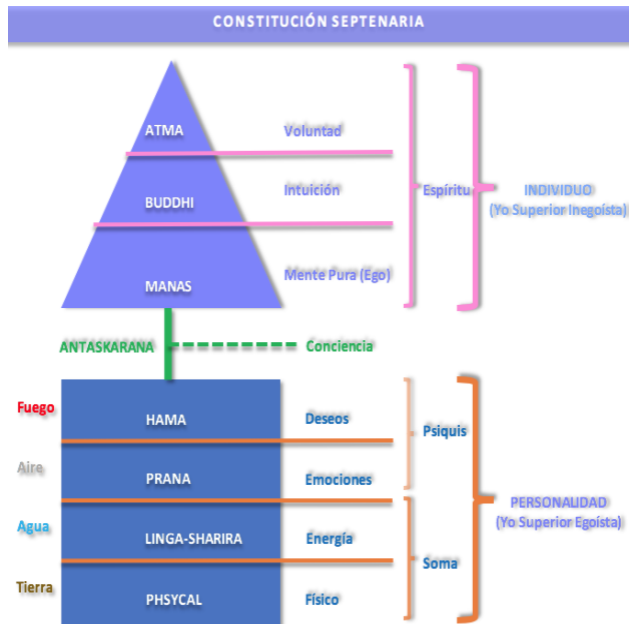 CONSTITUCIÓN SEPTENARIA
ATMA
Voluntad
BUDDHI
Intuición
Espíritu
INDIVIDUO
(Yo Superior Inegoísta)
MANAS
Mente Pura (Ego)
ANTASKARANA
Conciencia
Fuego
HAMA
Deseos
Psiquis
Aire
PRANA
Emociones
PERSONALIDAD
(Yo Superior Egoísta)
Agua
LINGA-SHARIRA
Energía
Soma
Tierra
PHSYCAL
Físico